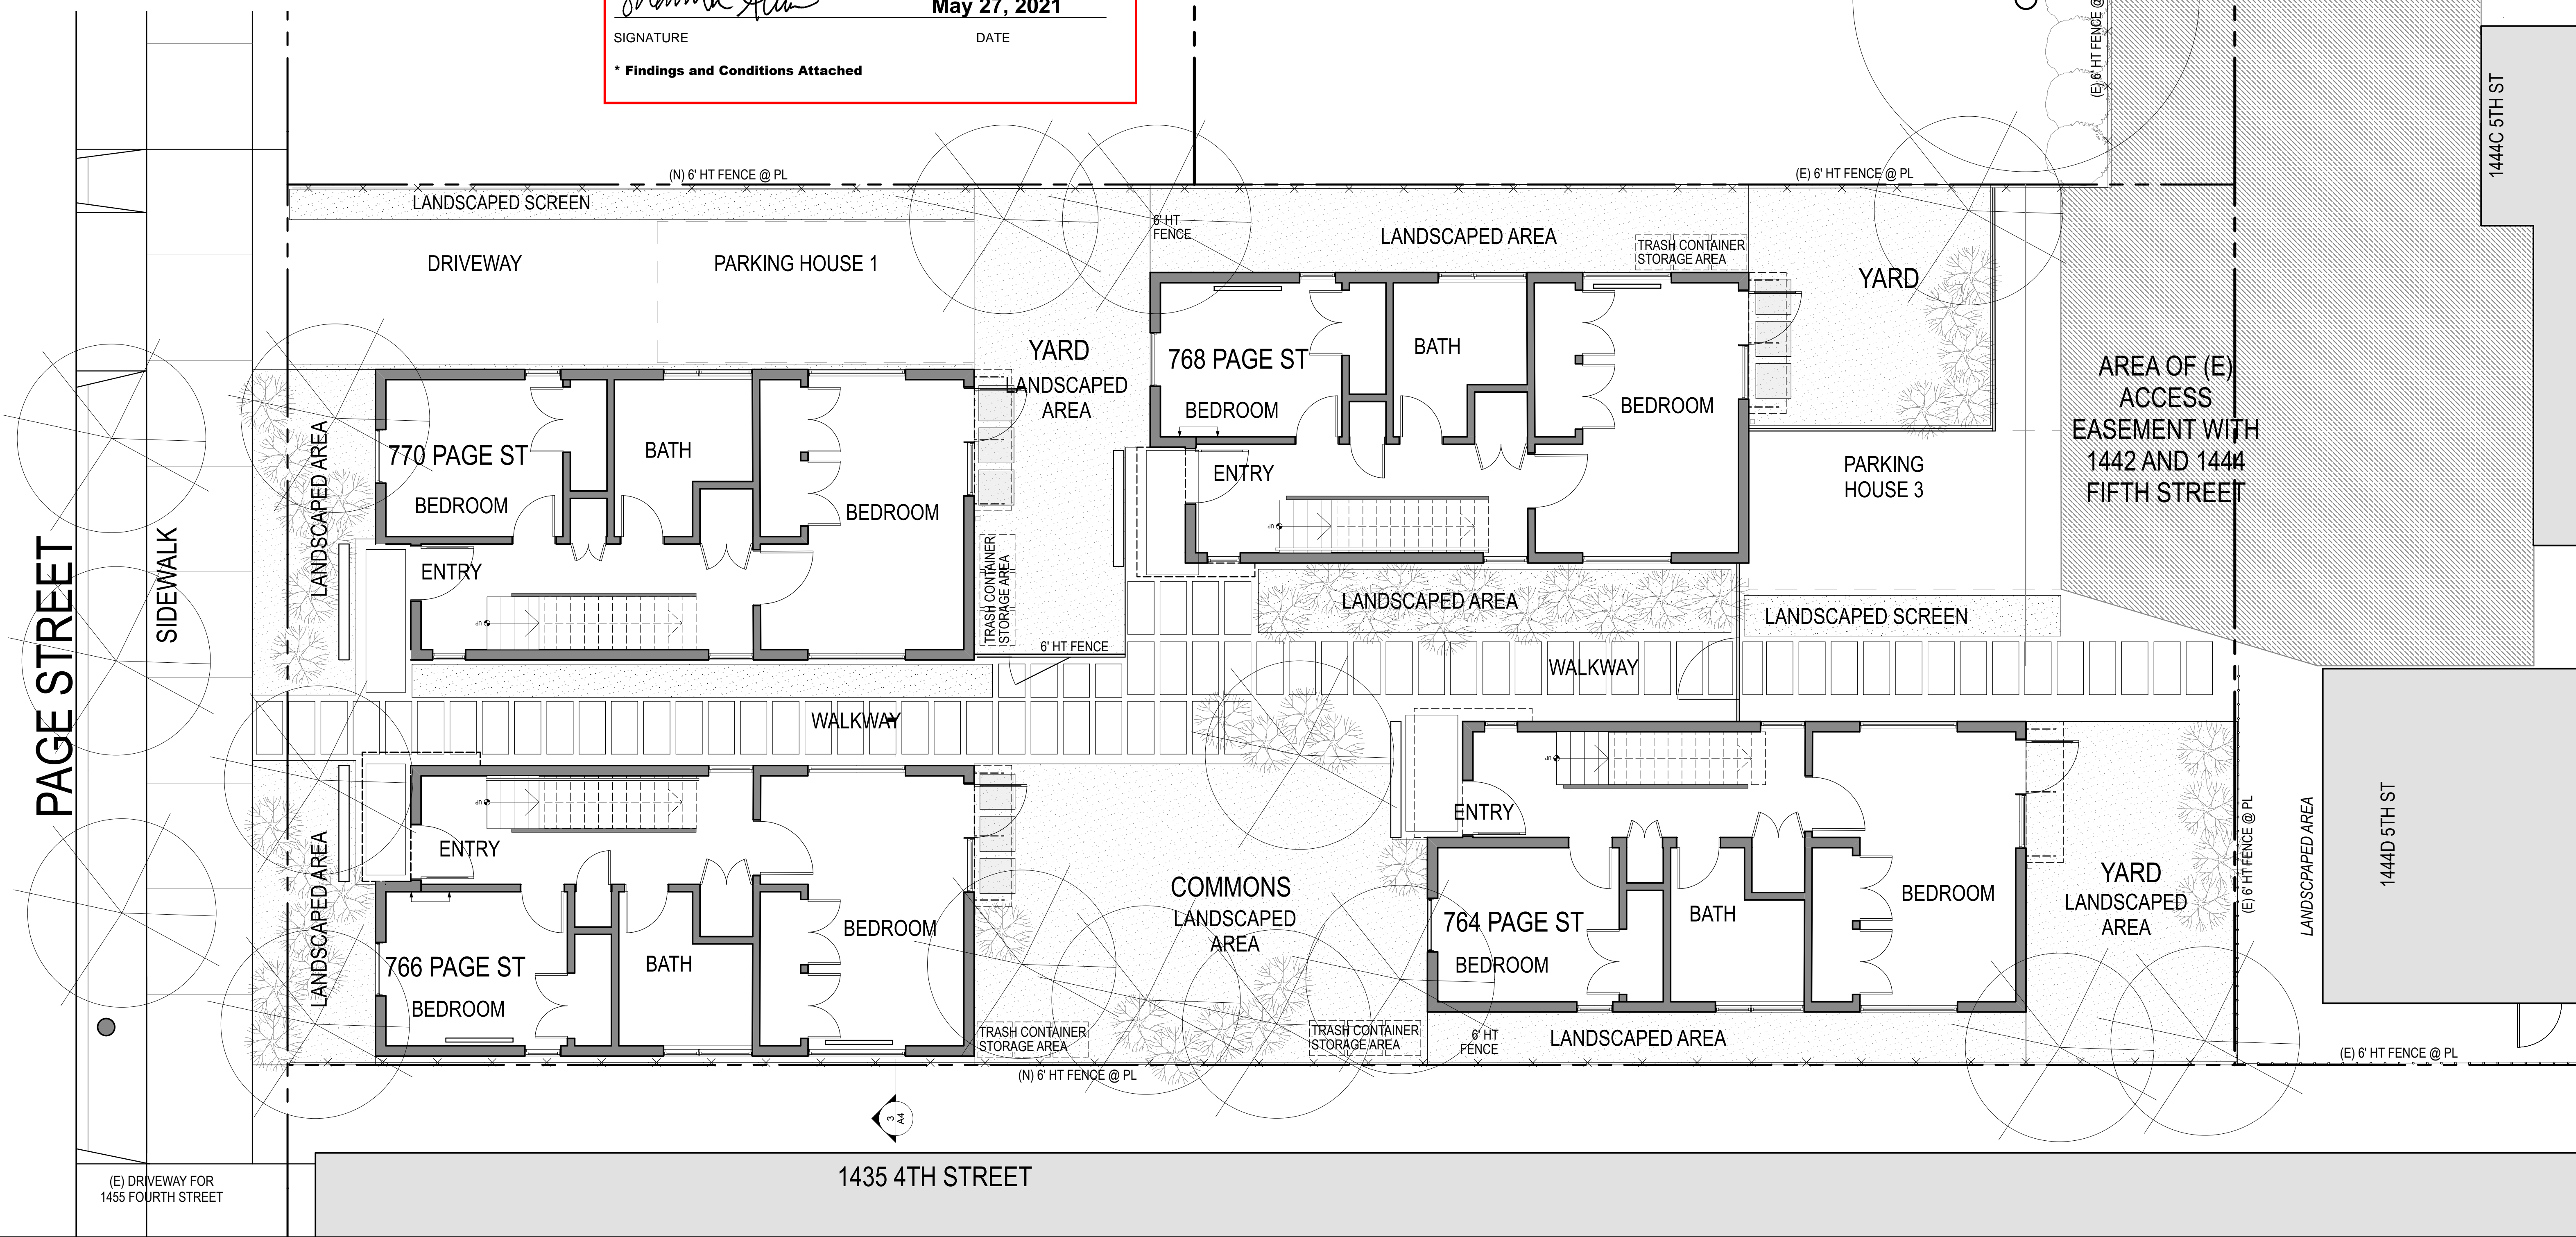 May 27, 2021
SIGNATURE
DATE
* Findings and Conditions Attached
(E) 6' HT FENCE @
1444C 5TH ST
(N) 6' HT FENCE @ PL
(E) 6' HT FENCE @ PL
LANDSCAPED SCREEN
6' HT
FENCE
LANDSCAPED AREA
TRASH CONTAINER
STORAGE AREA
DRIVEWAY
PARKING HOUSE 1
YARD
YARD
LANDSCAPED
AREA
768 PAGE ST
BEDROOM
BATH
BEDROOM
ENTRY
AREA OF (E)
ACCESS
EASEMENT WITH
1442 AND 1444
FIFTH STREET
PARKING
HOUSE 3
LANDSCAPED AREA
770 PAGE ST
BEDROOM
BATH
BEDROOM
ENTRY
UP
UP
TRASH CONTAINER
STORAGE AREA
PAGE STREET
SIDEWALK
LANDSCAPED AREA
LANDSCAPED SCREEN
6' HT FENCE
WALKWAY
WALKWAY
ENTRY
UP
UP
ENTRY
LANDSCAPED AREA
766 PAGE ST
BEDROOM
BATH
BEDROOM
COMMONS
LANDSCAPED
AREA
764 PAGE ST
BEDROOM
BATH
BEDROOM
YARD
LANDSCAPED
AREA
(E) 6' HT FENCE @ PL
LANDSCPAPED AREA
1444D 5TH ST
TRASH CONTAINER
STORAGE AREA
TRASH CONTAINER
STORAGE AREA
6' HT
FENCE
LANDSCAPED AREA
(E) 6' HT FENCE @ PL
(N) 6' HT FENCE @ PL
3
A4
1435 4TH STREET
(E) DRIVEWAY FOR
1455 FOURTH STREET